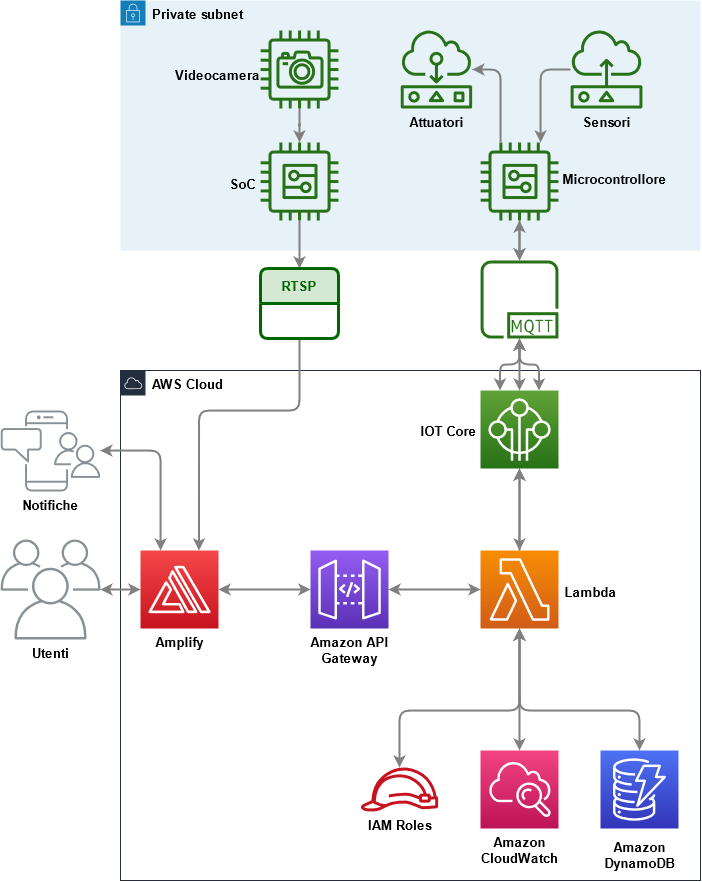 Private subnet
Videocamera
Attuatori
Sensori
SoC
Microcontrollore
RTSP
MQTT
AWS Cloud
IOT Core
Notifiche
Lambda
Utenti
Amplify
Amazon API
Gateway
IAM Roles
Amazon
CloudWatch
Amazon
DynamoDB